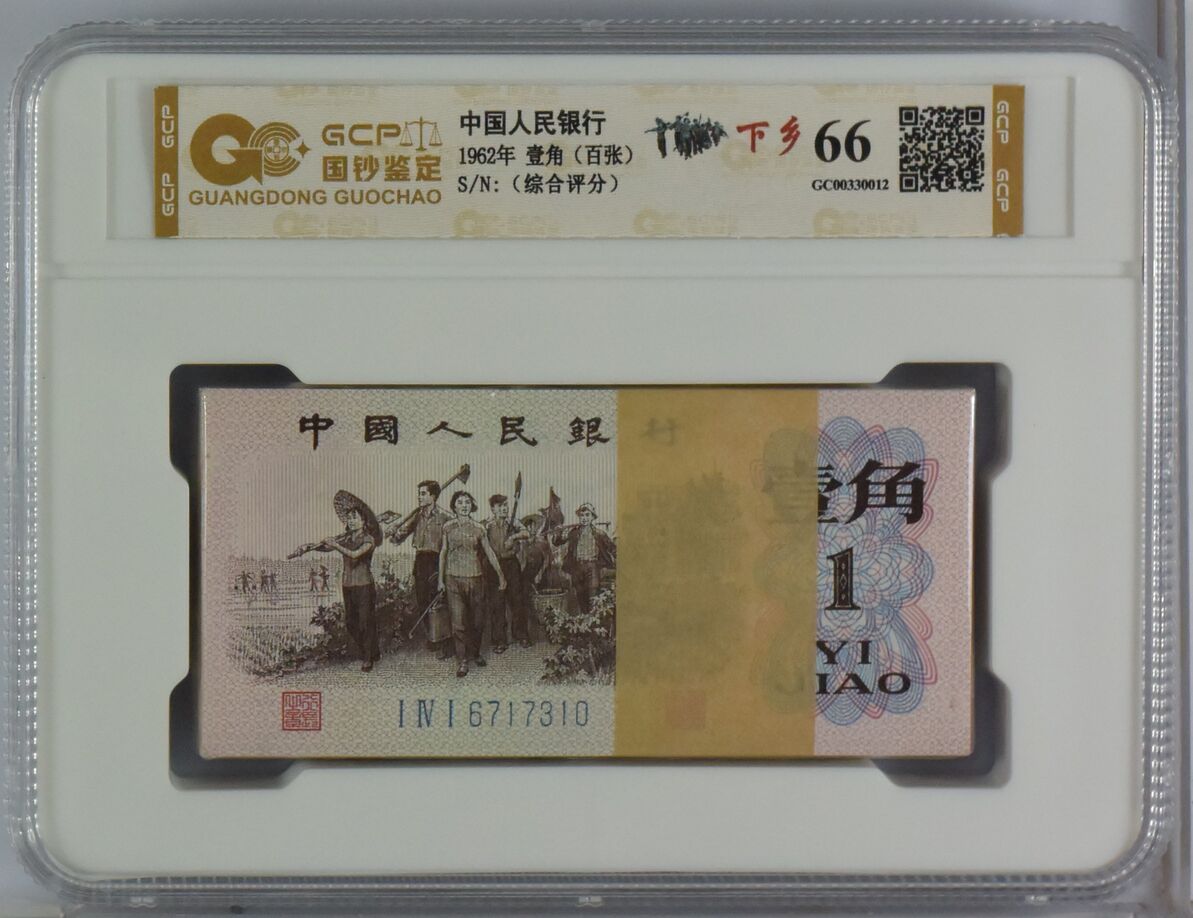 GCP
GCP
GCP
国钞鉴定
GUANGDONG GUOCHAO
中国人民银行
1962年 壹角（百张）
S/N:（综合评分）
下乡 66
GC00330012
GCP
GCP
中國人民銀行
壹角
1
YI
JIAO
I IV I 6717310